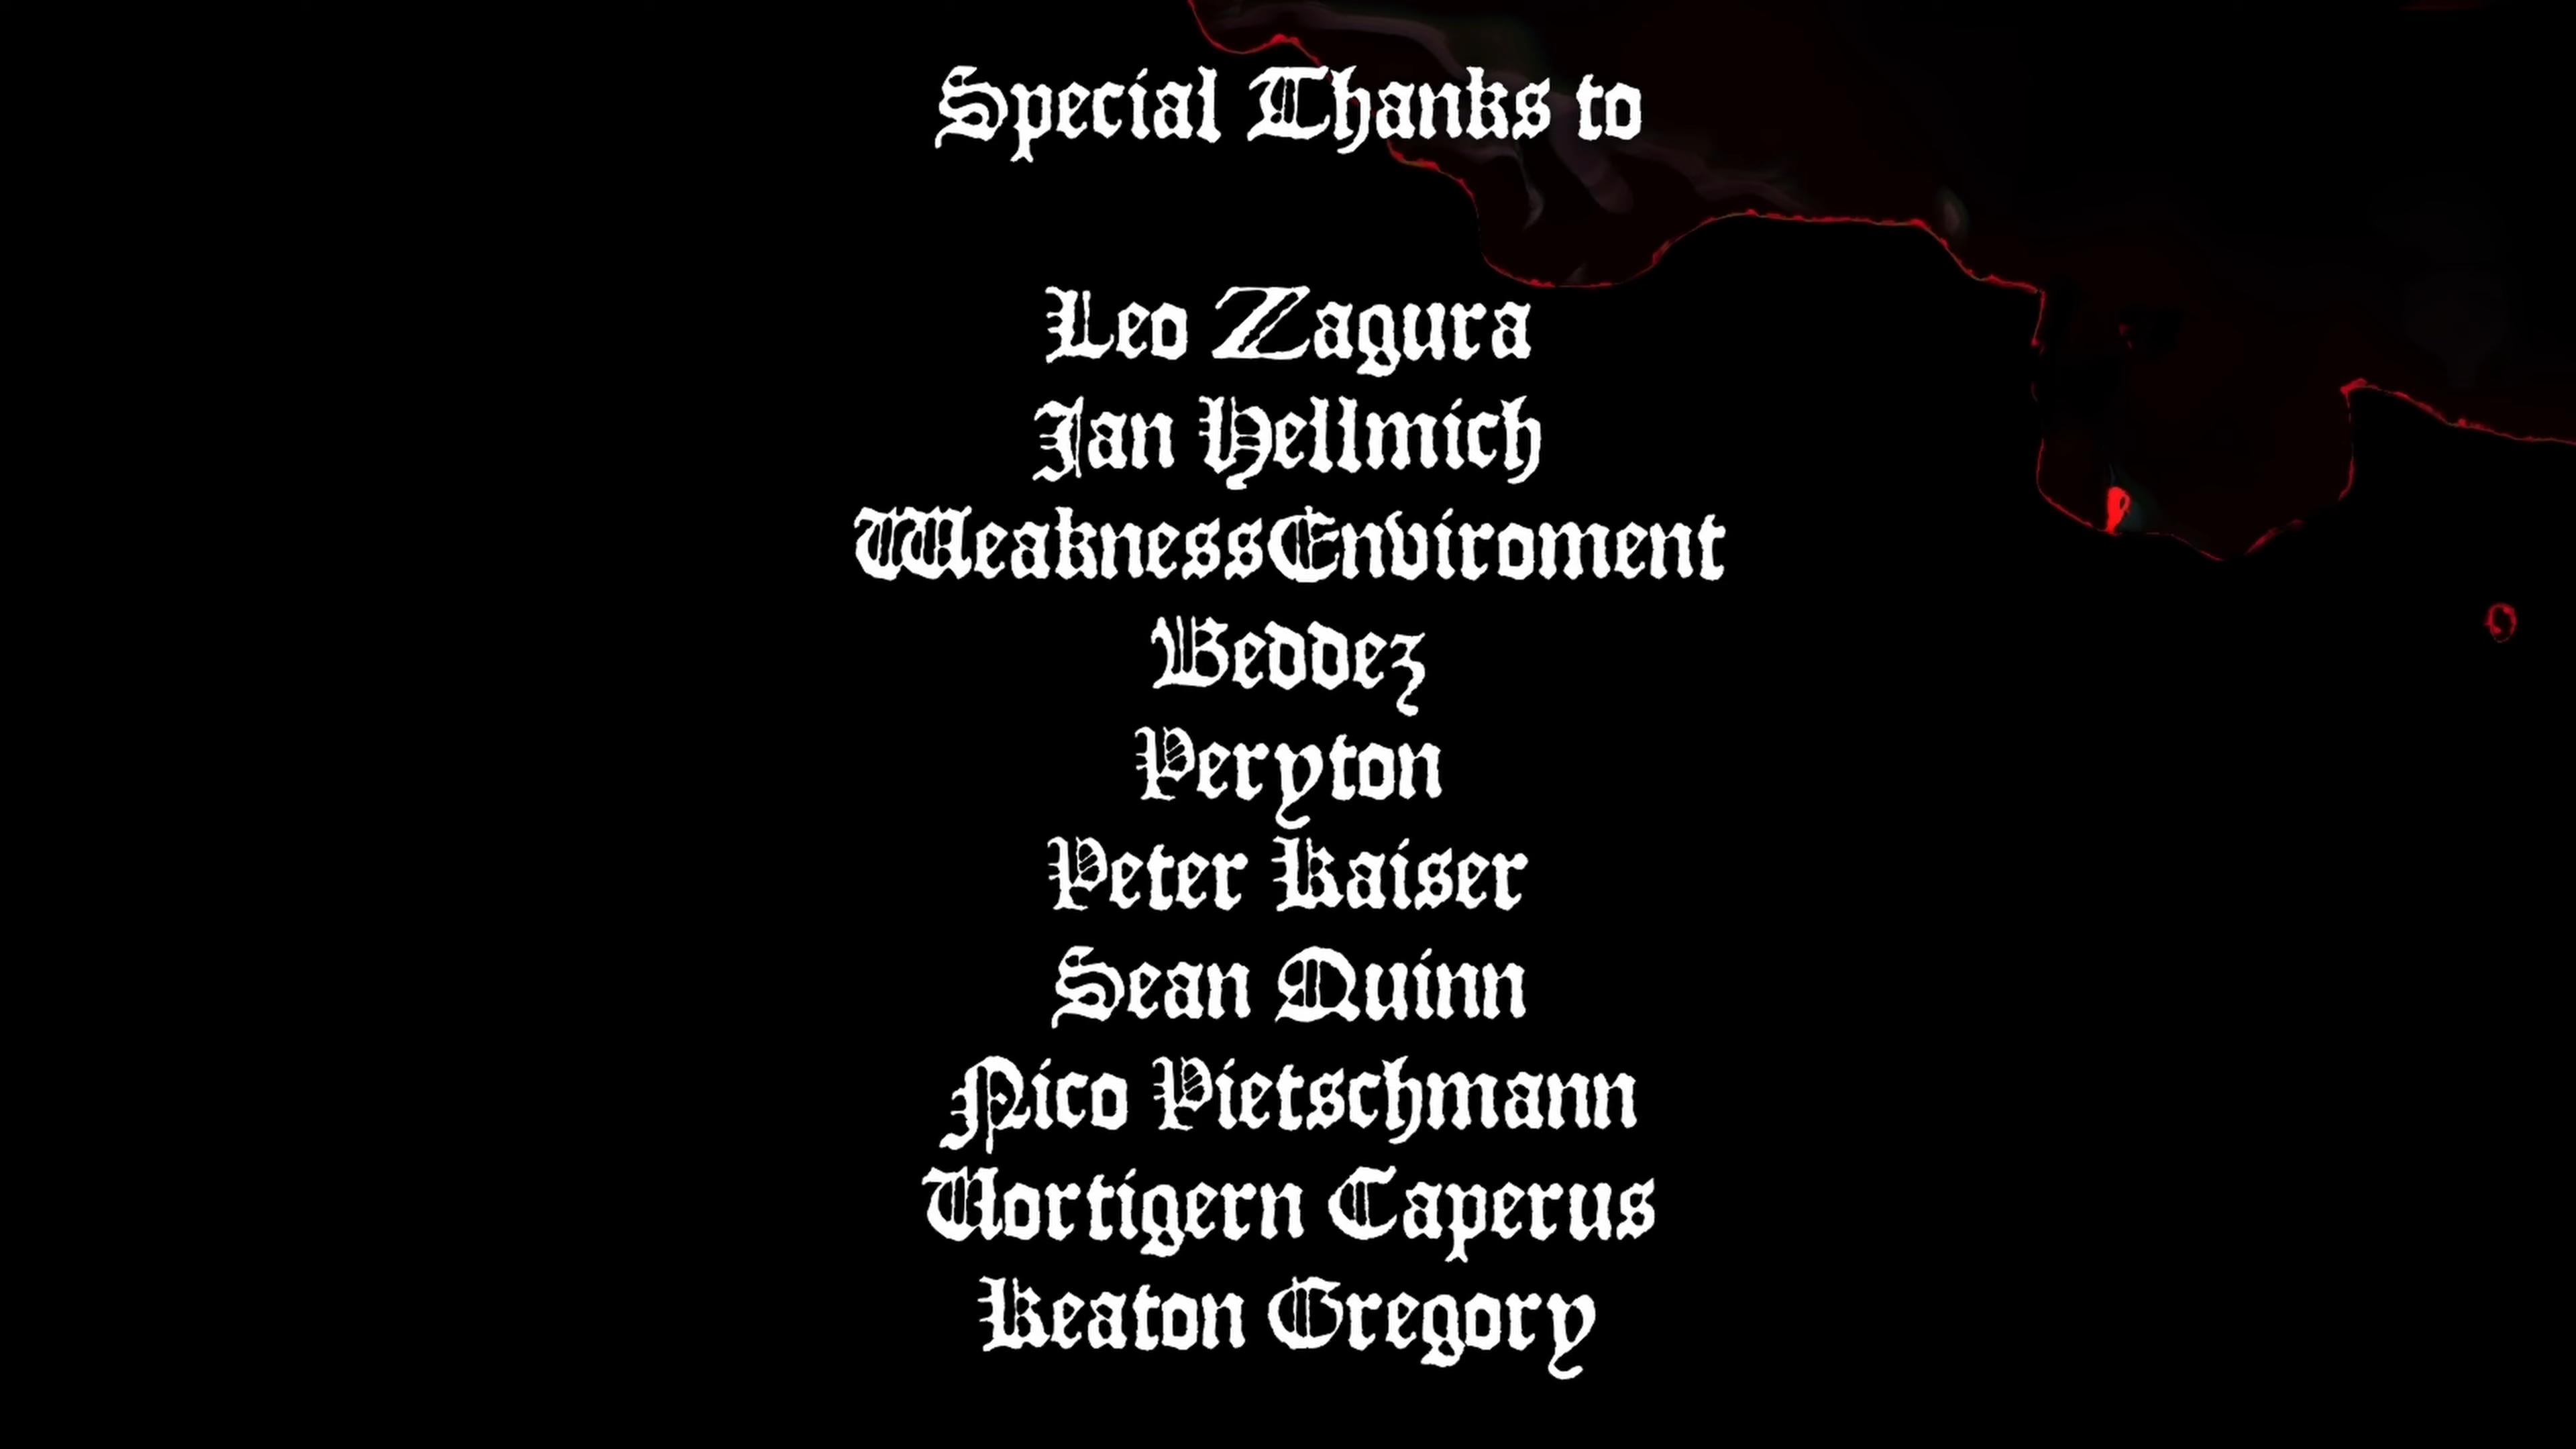 Special Thanks to
Leo Zagura
Jan Hellmich
WeaknessEnviroment
Beddez
Peryton
Peter Kaiser
Sean Quinn
Nico Pietschmann
Vortigern Caperus
Keaton Gregory